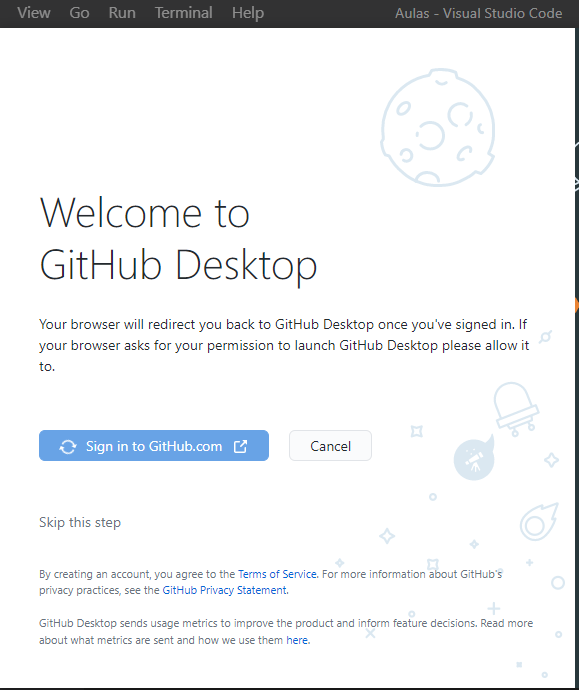 View Go Run Terminal Help Aulas - Visual Studio Code
Welcome to
GitHub Desktop
Your browser will redirect you back to GitHub Desktop once you've signed in. If
your browser asks for your permission to launch GitHub Desktop please allow it
to.
Sign in to GitHub.com Cancel
Skip this step
By creating an account, you agree to the Terms of Service. For more information about GitHub's
privacy practices, see the GitHub Privacy Statement.
GitHub Desktop sends usage metrics to improve the product and inform feature decisions. Read more
about what metrics are sent and how we use them here.